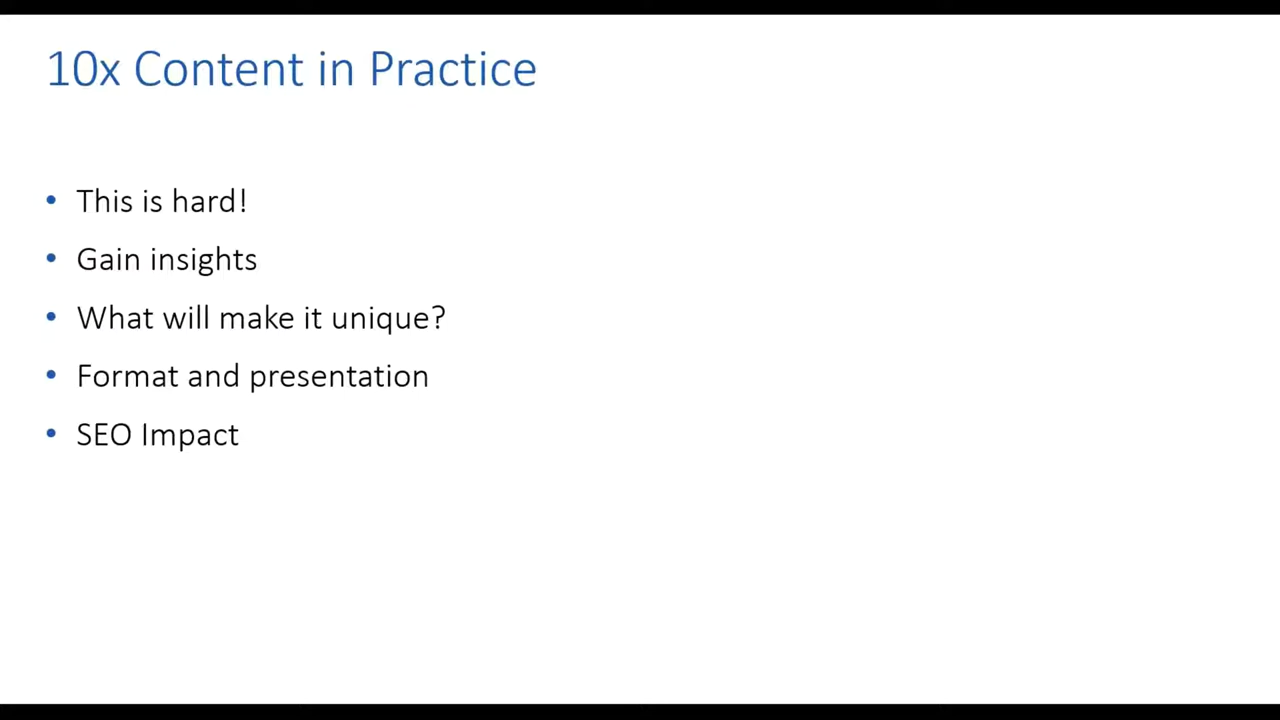 10x Content in Practice
• This is hard!
• Gain insights
• What will make it unique?
• Format and presentation
• SEO Impact